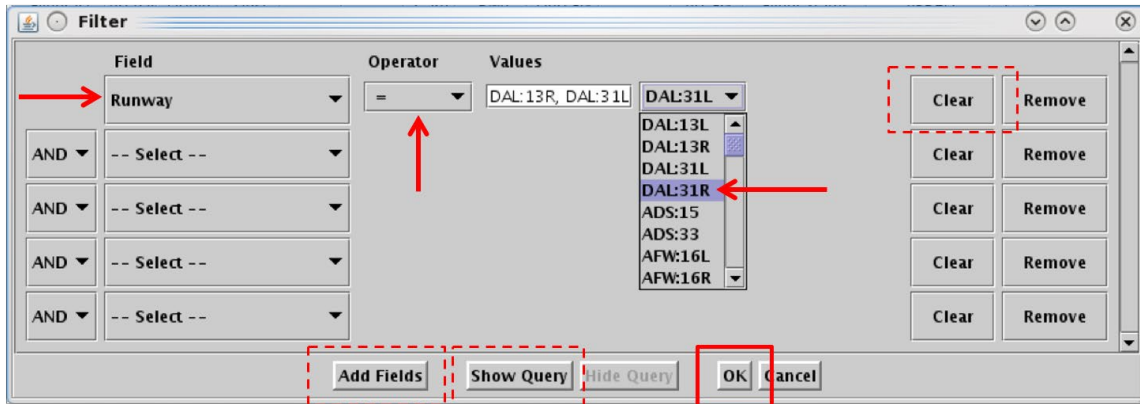 Filter
Field Operator Values
Runway = DAL:13R, DAL:31L DAL:31L Clear Remove
DAL:13L
DAL:13R
AND -- Select -- Clear Remove
DAL:31L
DAL:31R
AND -- Select -- Clear Remove
ADS:15
ADS:33
AND -- Select -- Clear Remove
AFW:16L
AFW:16R
AND -- Select -- Clear Remove
Add Fields Show Query Hide Query OK Cancel